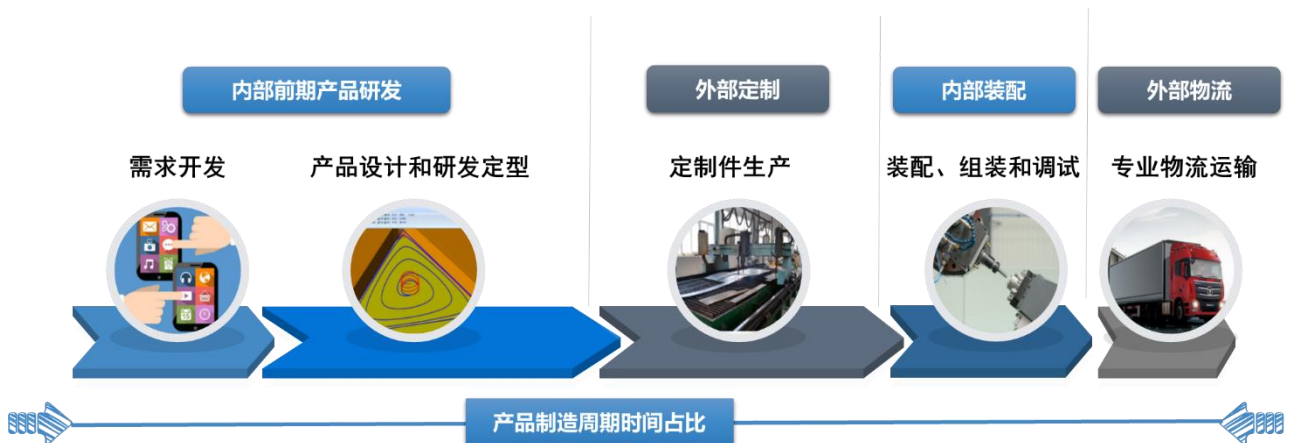 内部前期产品研发
外部定制
内部装配
外部物流
需求开发
产品设计和研发定型
定制件生产
装配、组装和调试
专业物流运输
产品制造周期时间占比